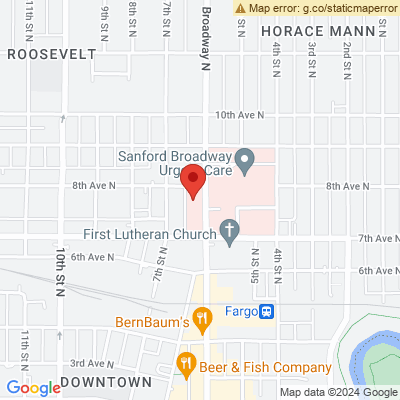 Map error: g.co/staticmaperror
11th St N
9th St N
8th St N
7th St N
Broadway N
4th St N
3rd St N
2nd St N
HORACE MANN
ROOSEVELT
10th Ave N
Sanford Broadway
Urgent Care
8th Ave N
8th Ave N
First Lutheran Church
7th Ave N
10th St N
7th St N
6th Ave N
5th St N
4th St N
6th Ave N
BernBaum's
Fargo
11th St N
3rd Ave N
Beer & Fish Company
DOWNTOWN
Google
Map data ©2024 Google